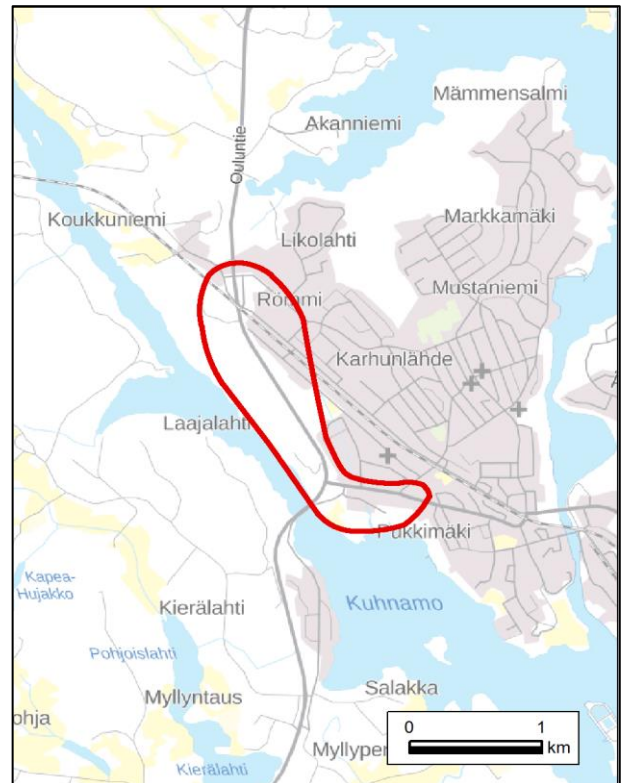 Mämmensalmi
Akanniemi
Ouluntie
Koukkuniemi
Markkamäki
Likolahti
Mustaniemi
Römmi
Karhunlähde
Laajalahti
Pukkimäki
Kapea-
Hujakko
Kierälahti
Kuhnamo
Pohjoislahti
Myllyntaus
Salakka
ohja
0 1
km
Myllyper
Kierälahti